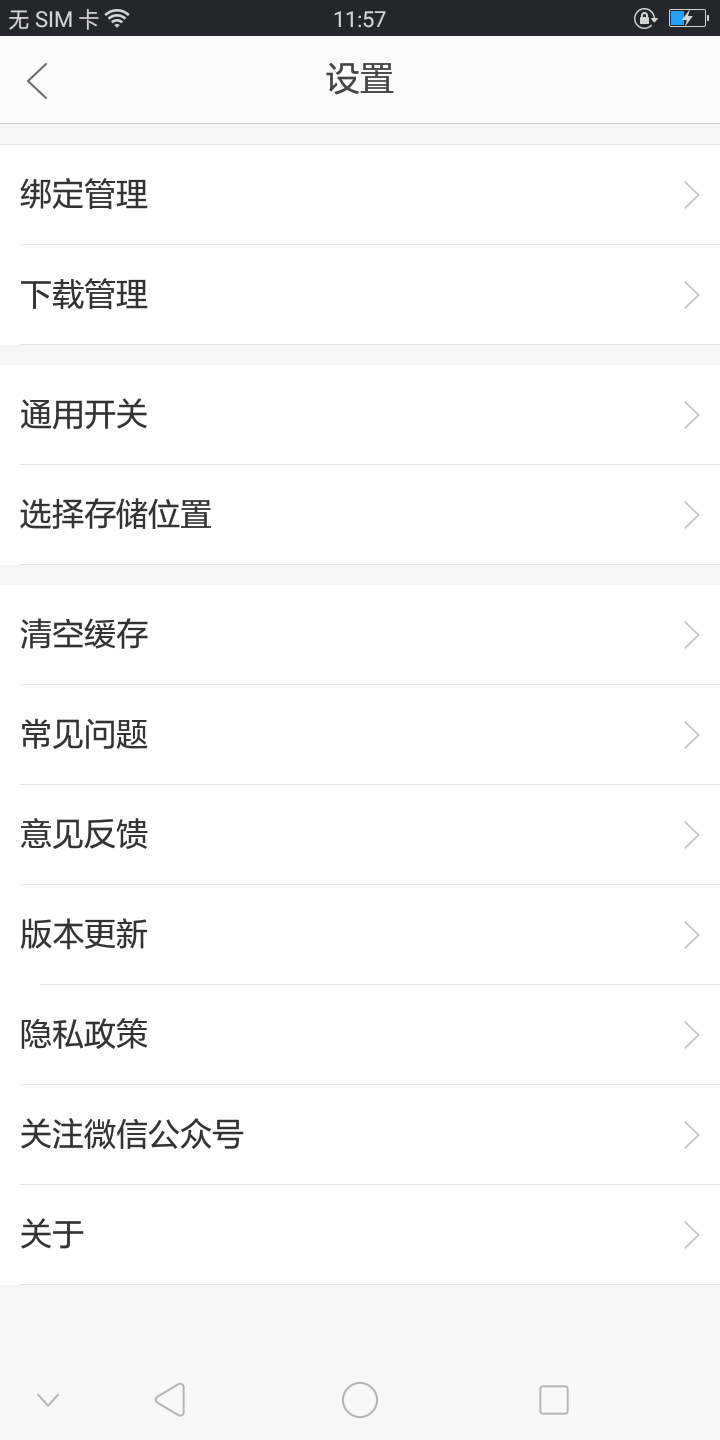 无 SIM 卡
11:57
设置
绑定管理
下载管理
通用开关
选择存储位置
清空缓存
常见问题
意见反馈
版本更新
隐私政策
关注微信公众号
关于